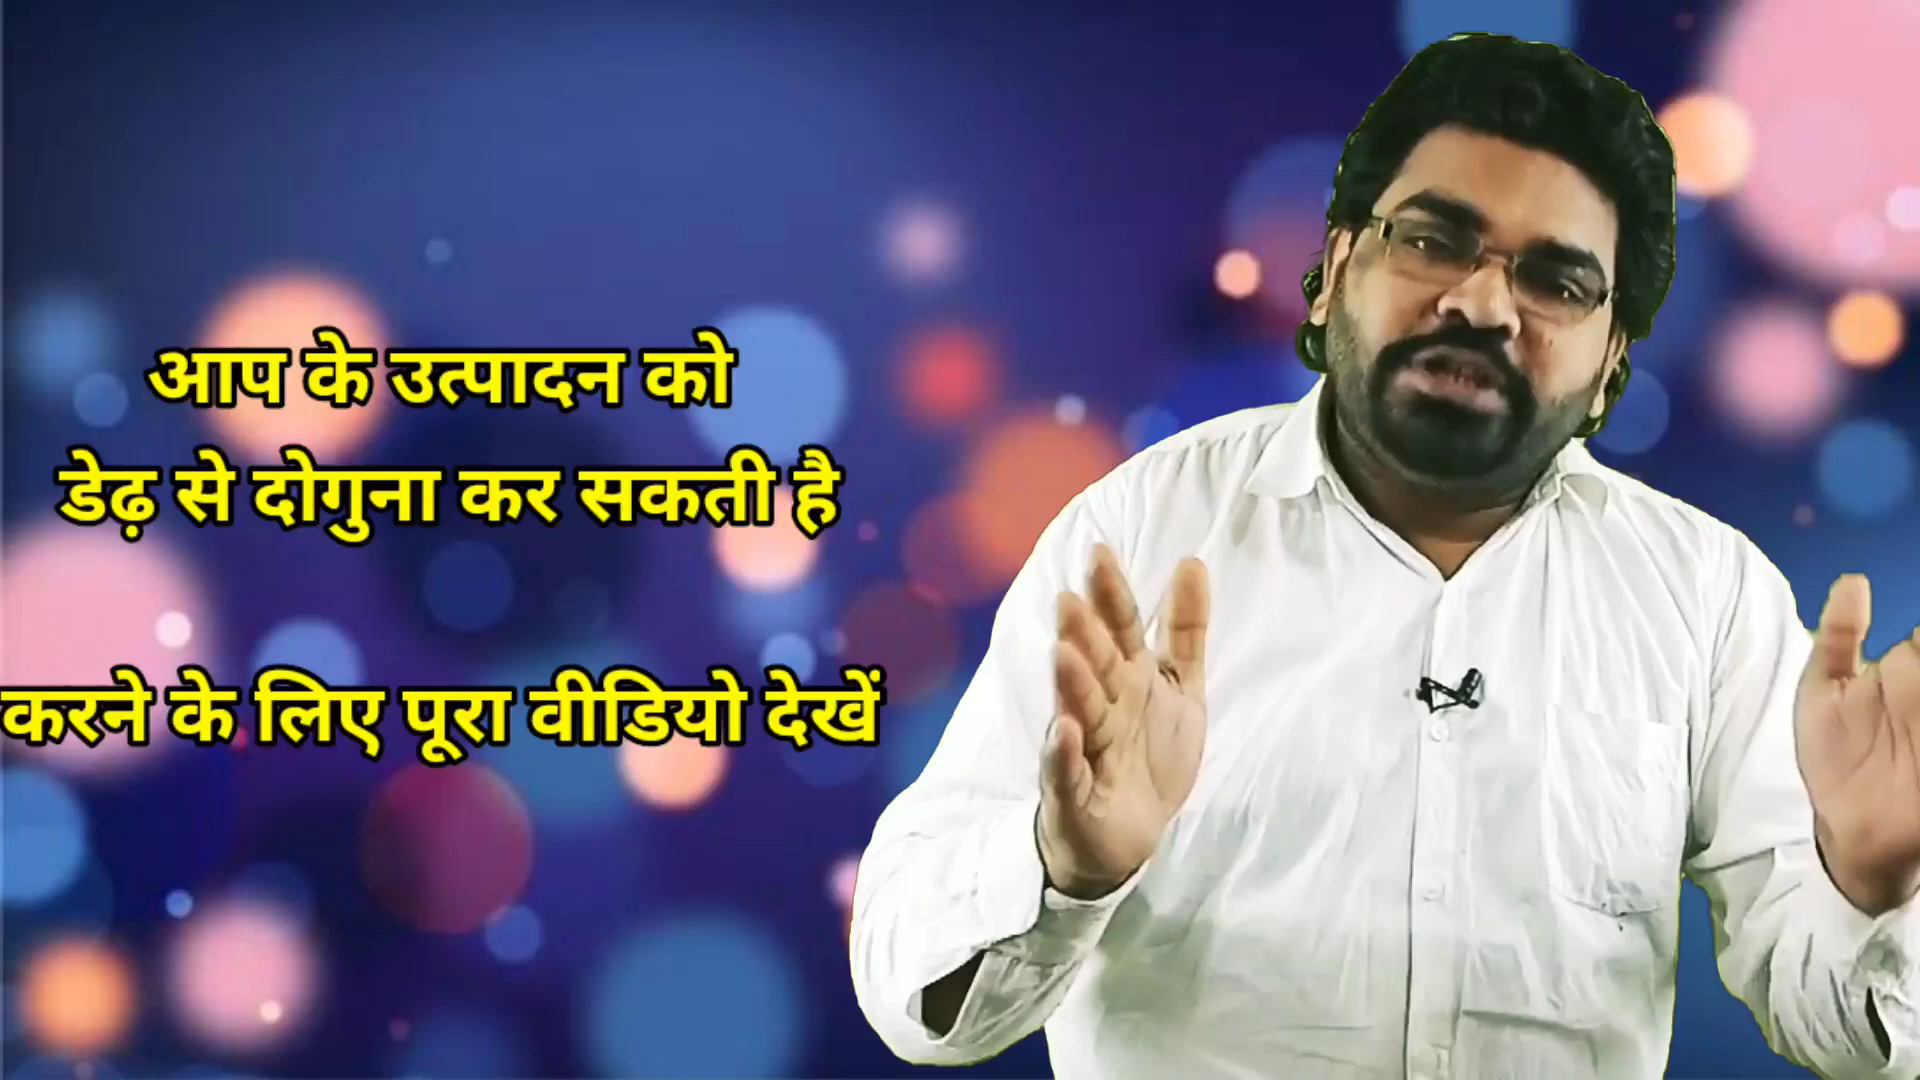 आप के उत्पादन को
डेढ़ से दोगुना कर सकती है
करने के लिए पूरा वीडियो देखें